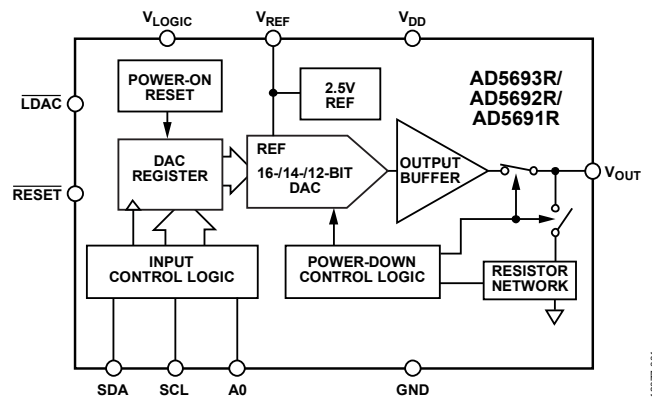 VLOGIC
VREF
VDD
POWER-ON
RESET
2.5V
REF
AD5693R/
AD5692R/
AD5691R
LDAC
REF
DAC
REGISTER
16-/14-/12-BIT
DAC
OUTPUT
BUFFER
VOUT
RESET
INPUT
CONTROL LOGIC
POWER-DOWN
CONTROL LOGIC
RESISTOR
NETWORK
SDA
SCL
A0
GND